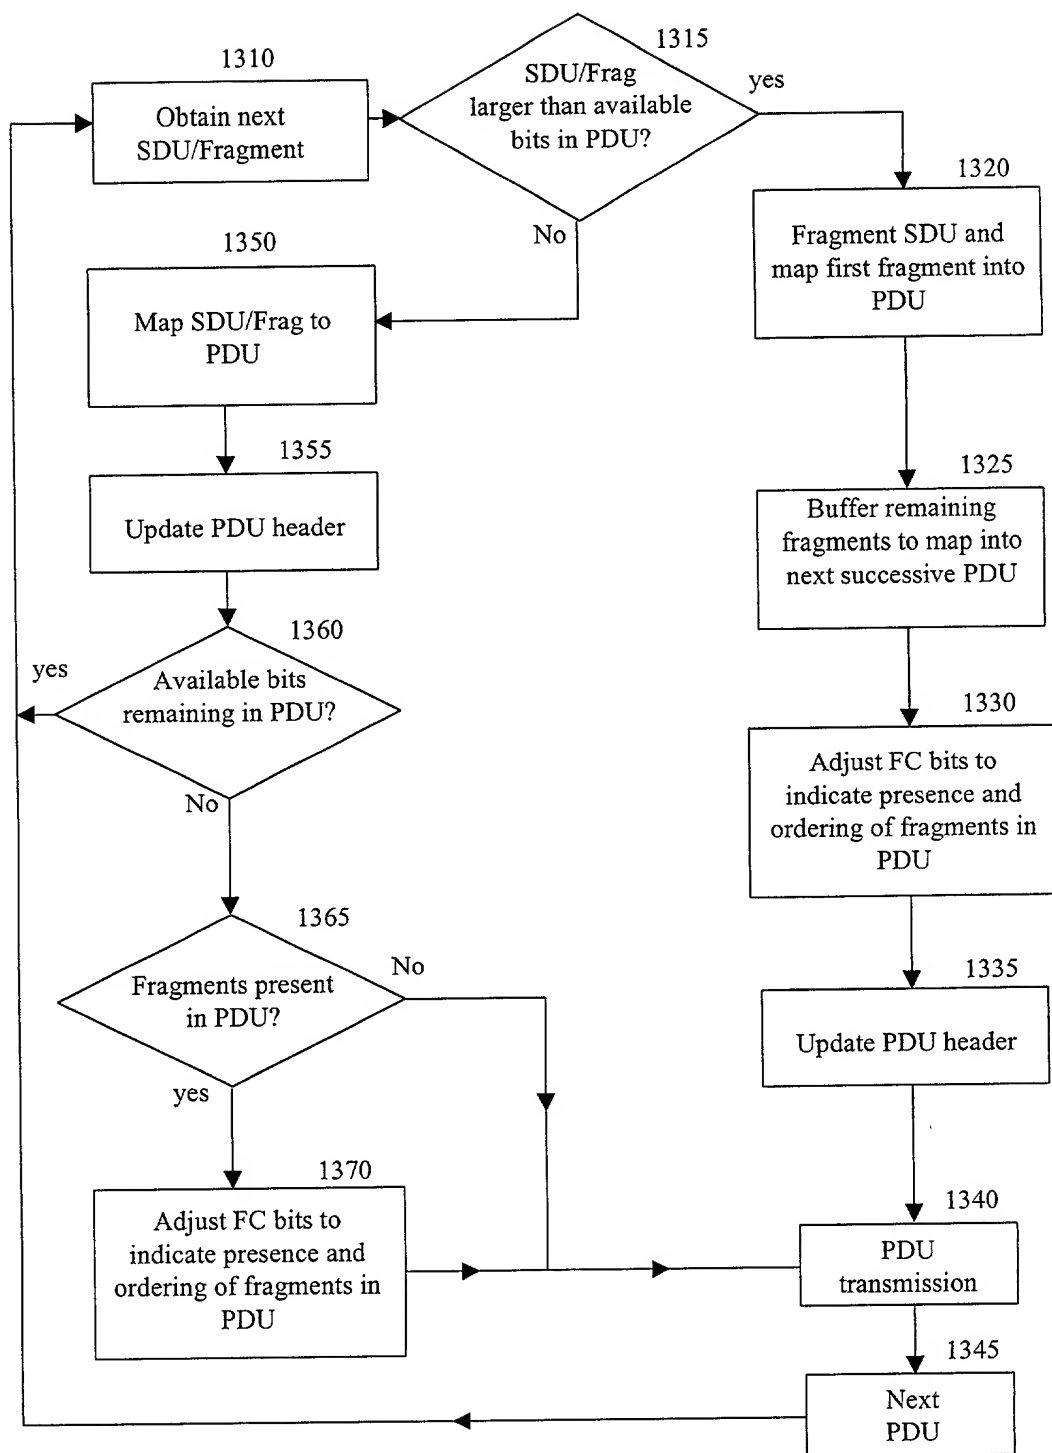 1310
Obtain next
SDU/Fragment
1315
SDU/Frag
larger than available
bits in PDU?
yes
No
1320
Fragment SDU and
map first fragment into
PDU
1350
Map SDU/Frag to
PDU
1355
Update PDU header
1325
Buffer remaining
fragments to map into
next successive PDU
1360
Available bits
remaining in PDU?
yes
No
1330
Adjust FC bits to
indicate presence and
ordering of fragments in
PDU
1365
Fragments present
in PDU?
No
yes
1335
Update PDU header
1370
Adjust FC bits to
indicate presence and
ordering of fragments in
PDU
1340
PDU
transmission
1345
Next
PDU